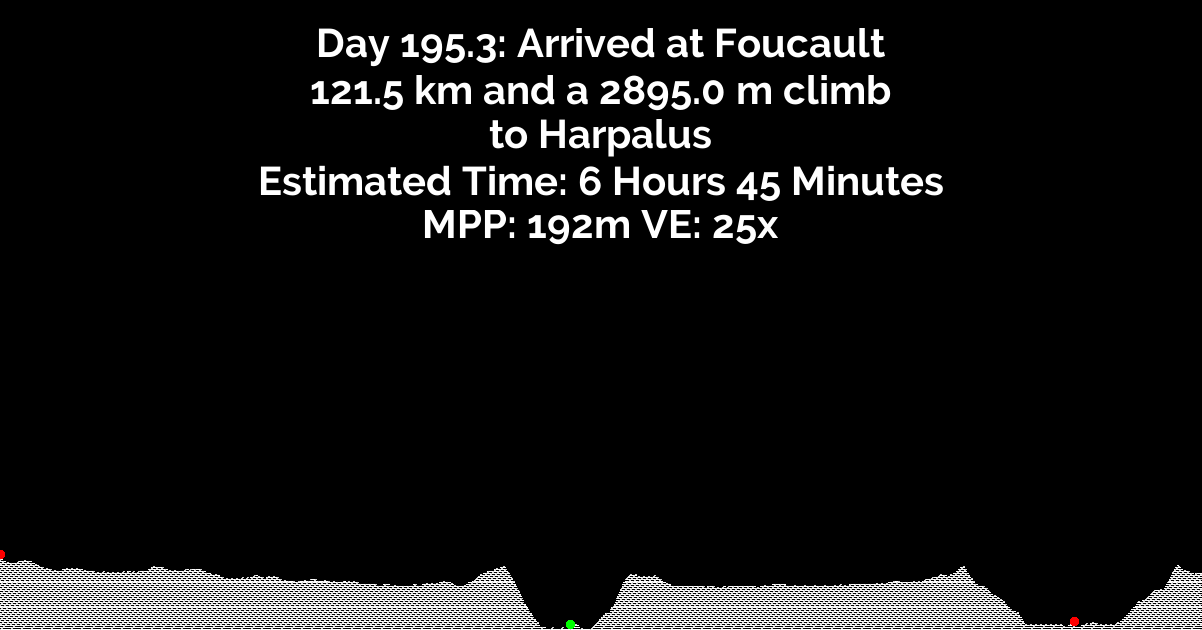 Day 195.3: Arrived at Foucault
121.5 km and a 2895.0 m climb
to Harpalus
Estimated Time: 6 Hours 45 Minutes
MPP: 192m VE: 25x